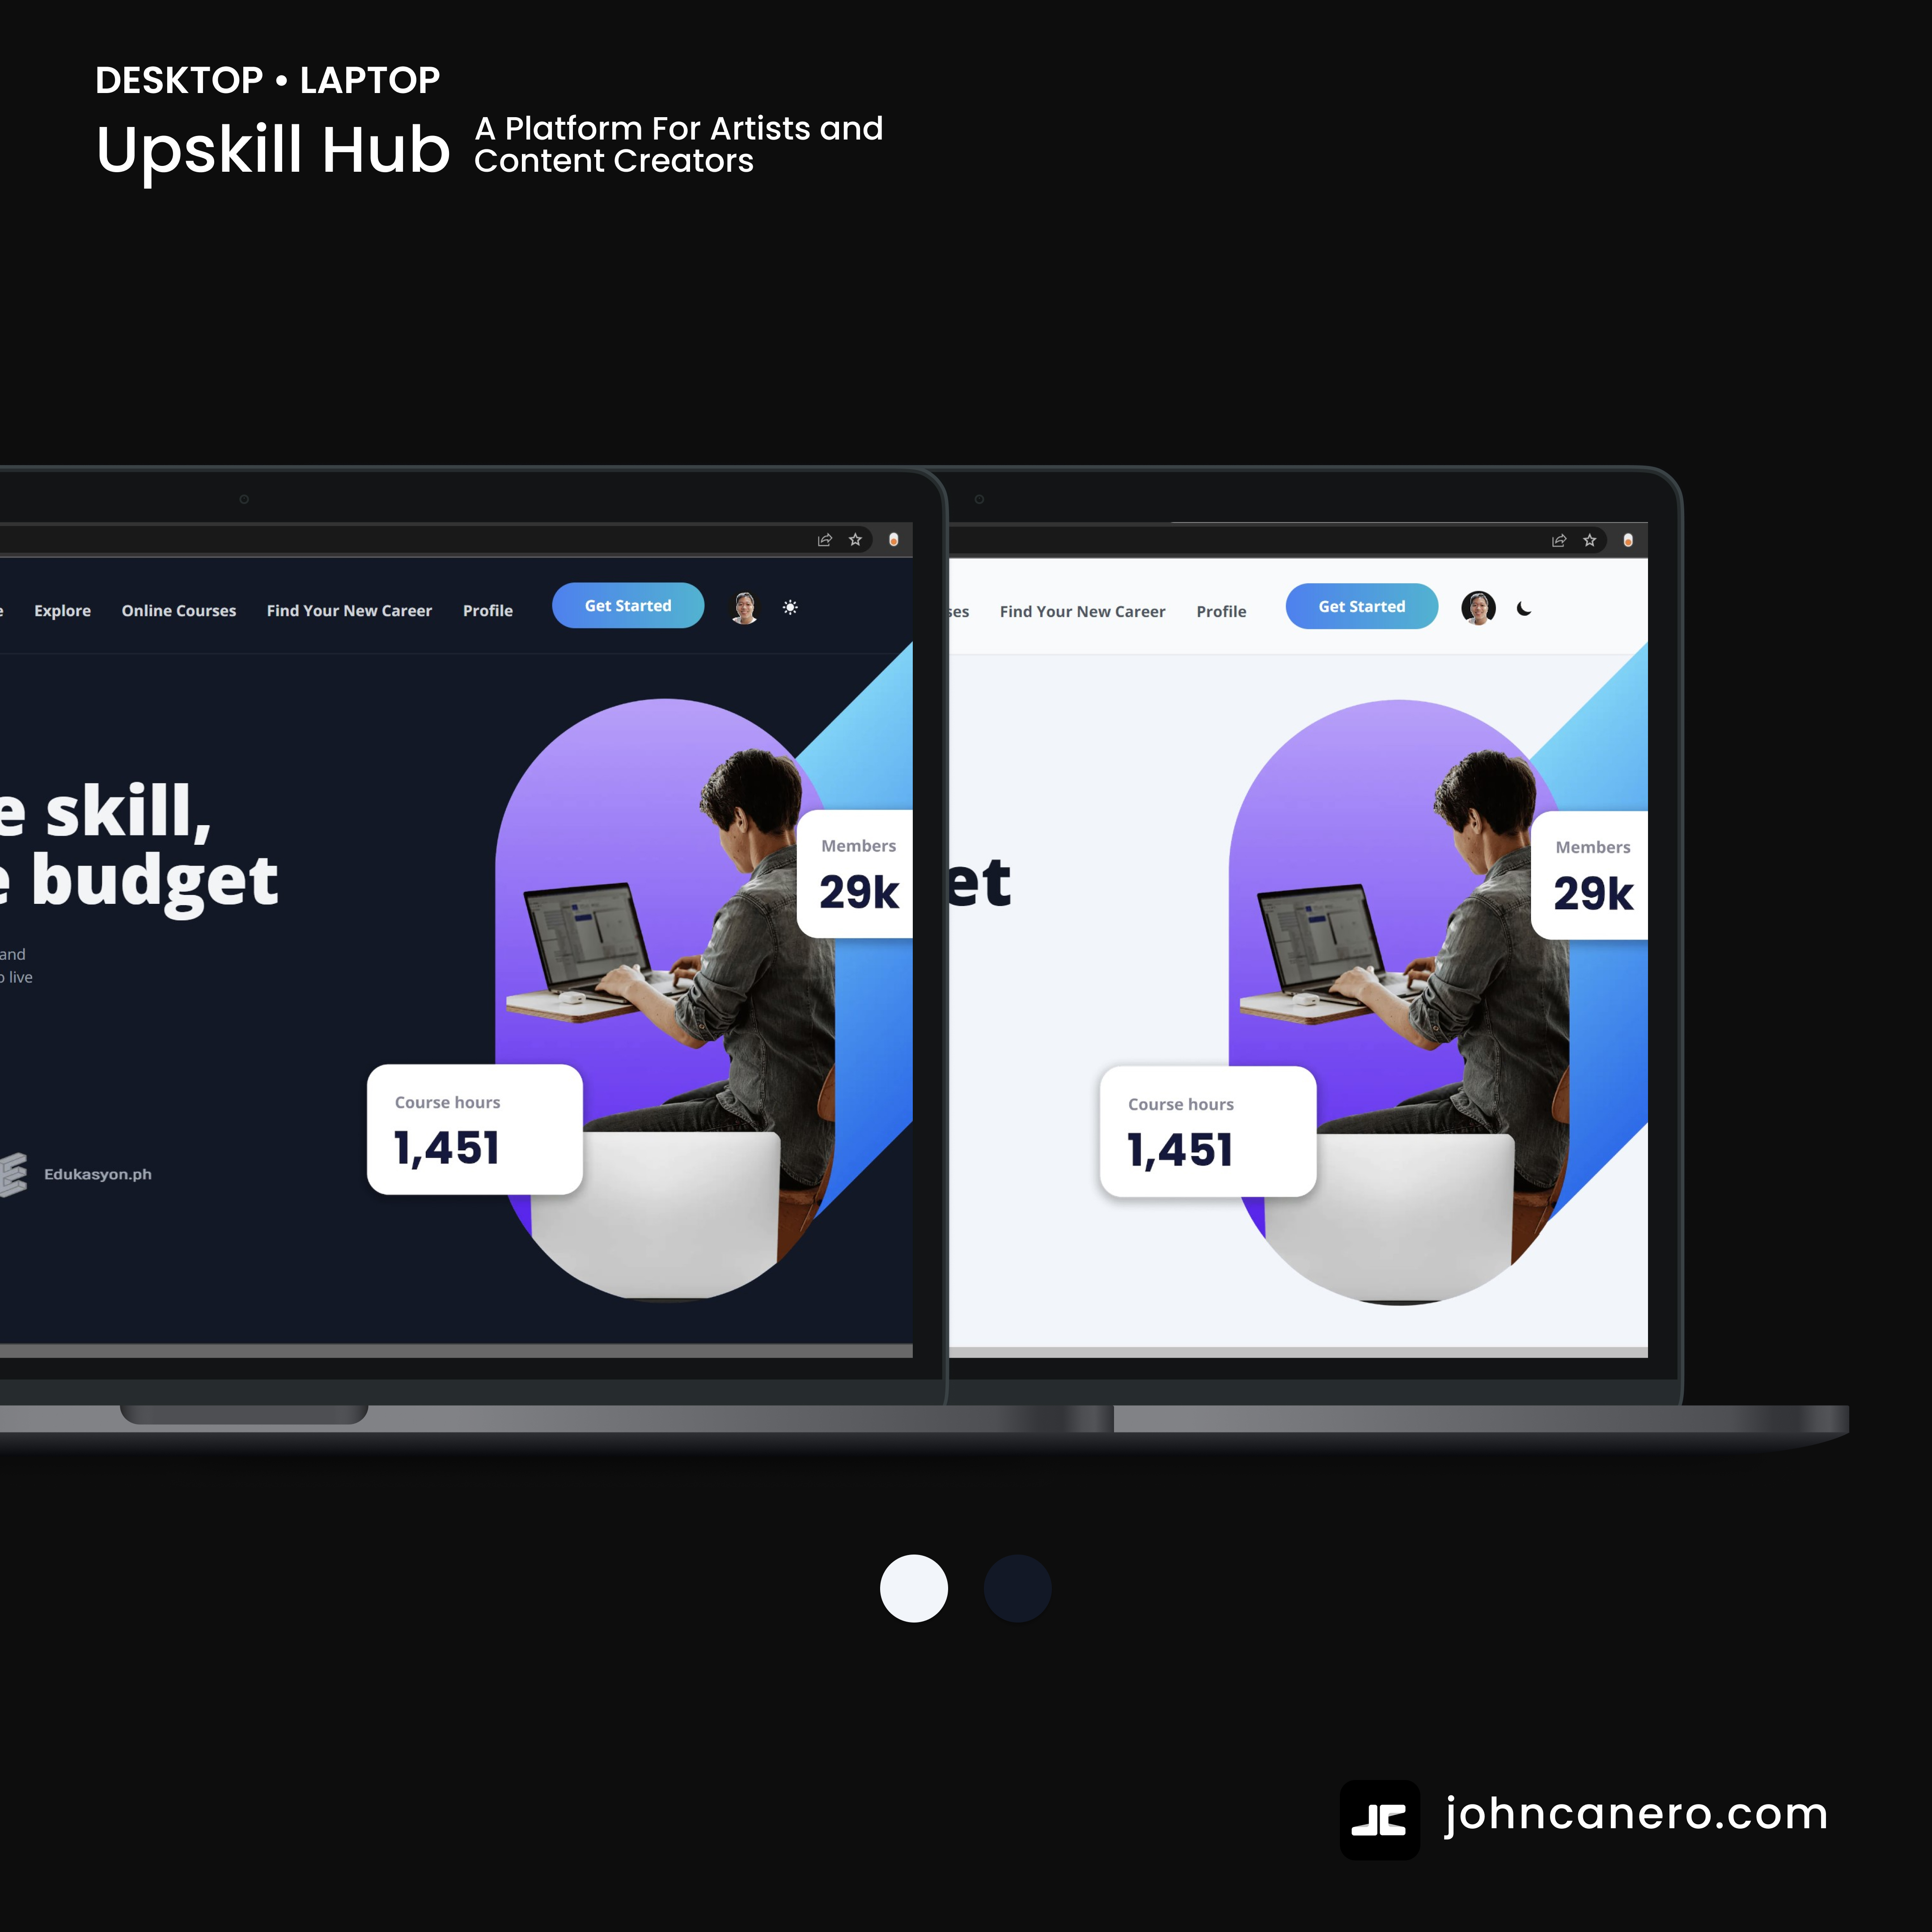 DESKTOP • LAPTOP
Upskill Hub
A Platform For Artists and
Content Creators
Explore Online Courses Find Your New Career Profile Get Started
skill,
budget
and
live
Members
29k
Course hours
1,451
Edukasyon.ph
Find Your New Career Profile Get Started
Members
29k
Course hours
1,451
JC johncanero.com